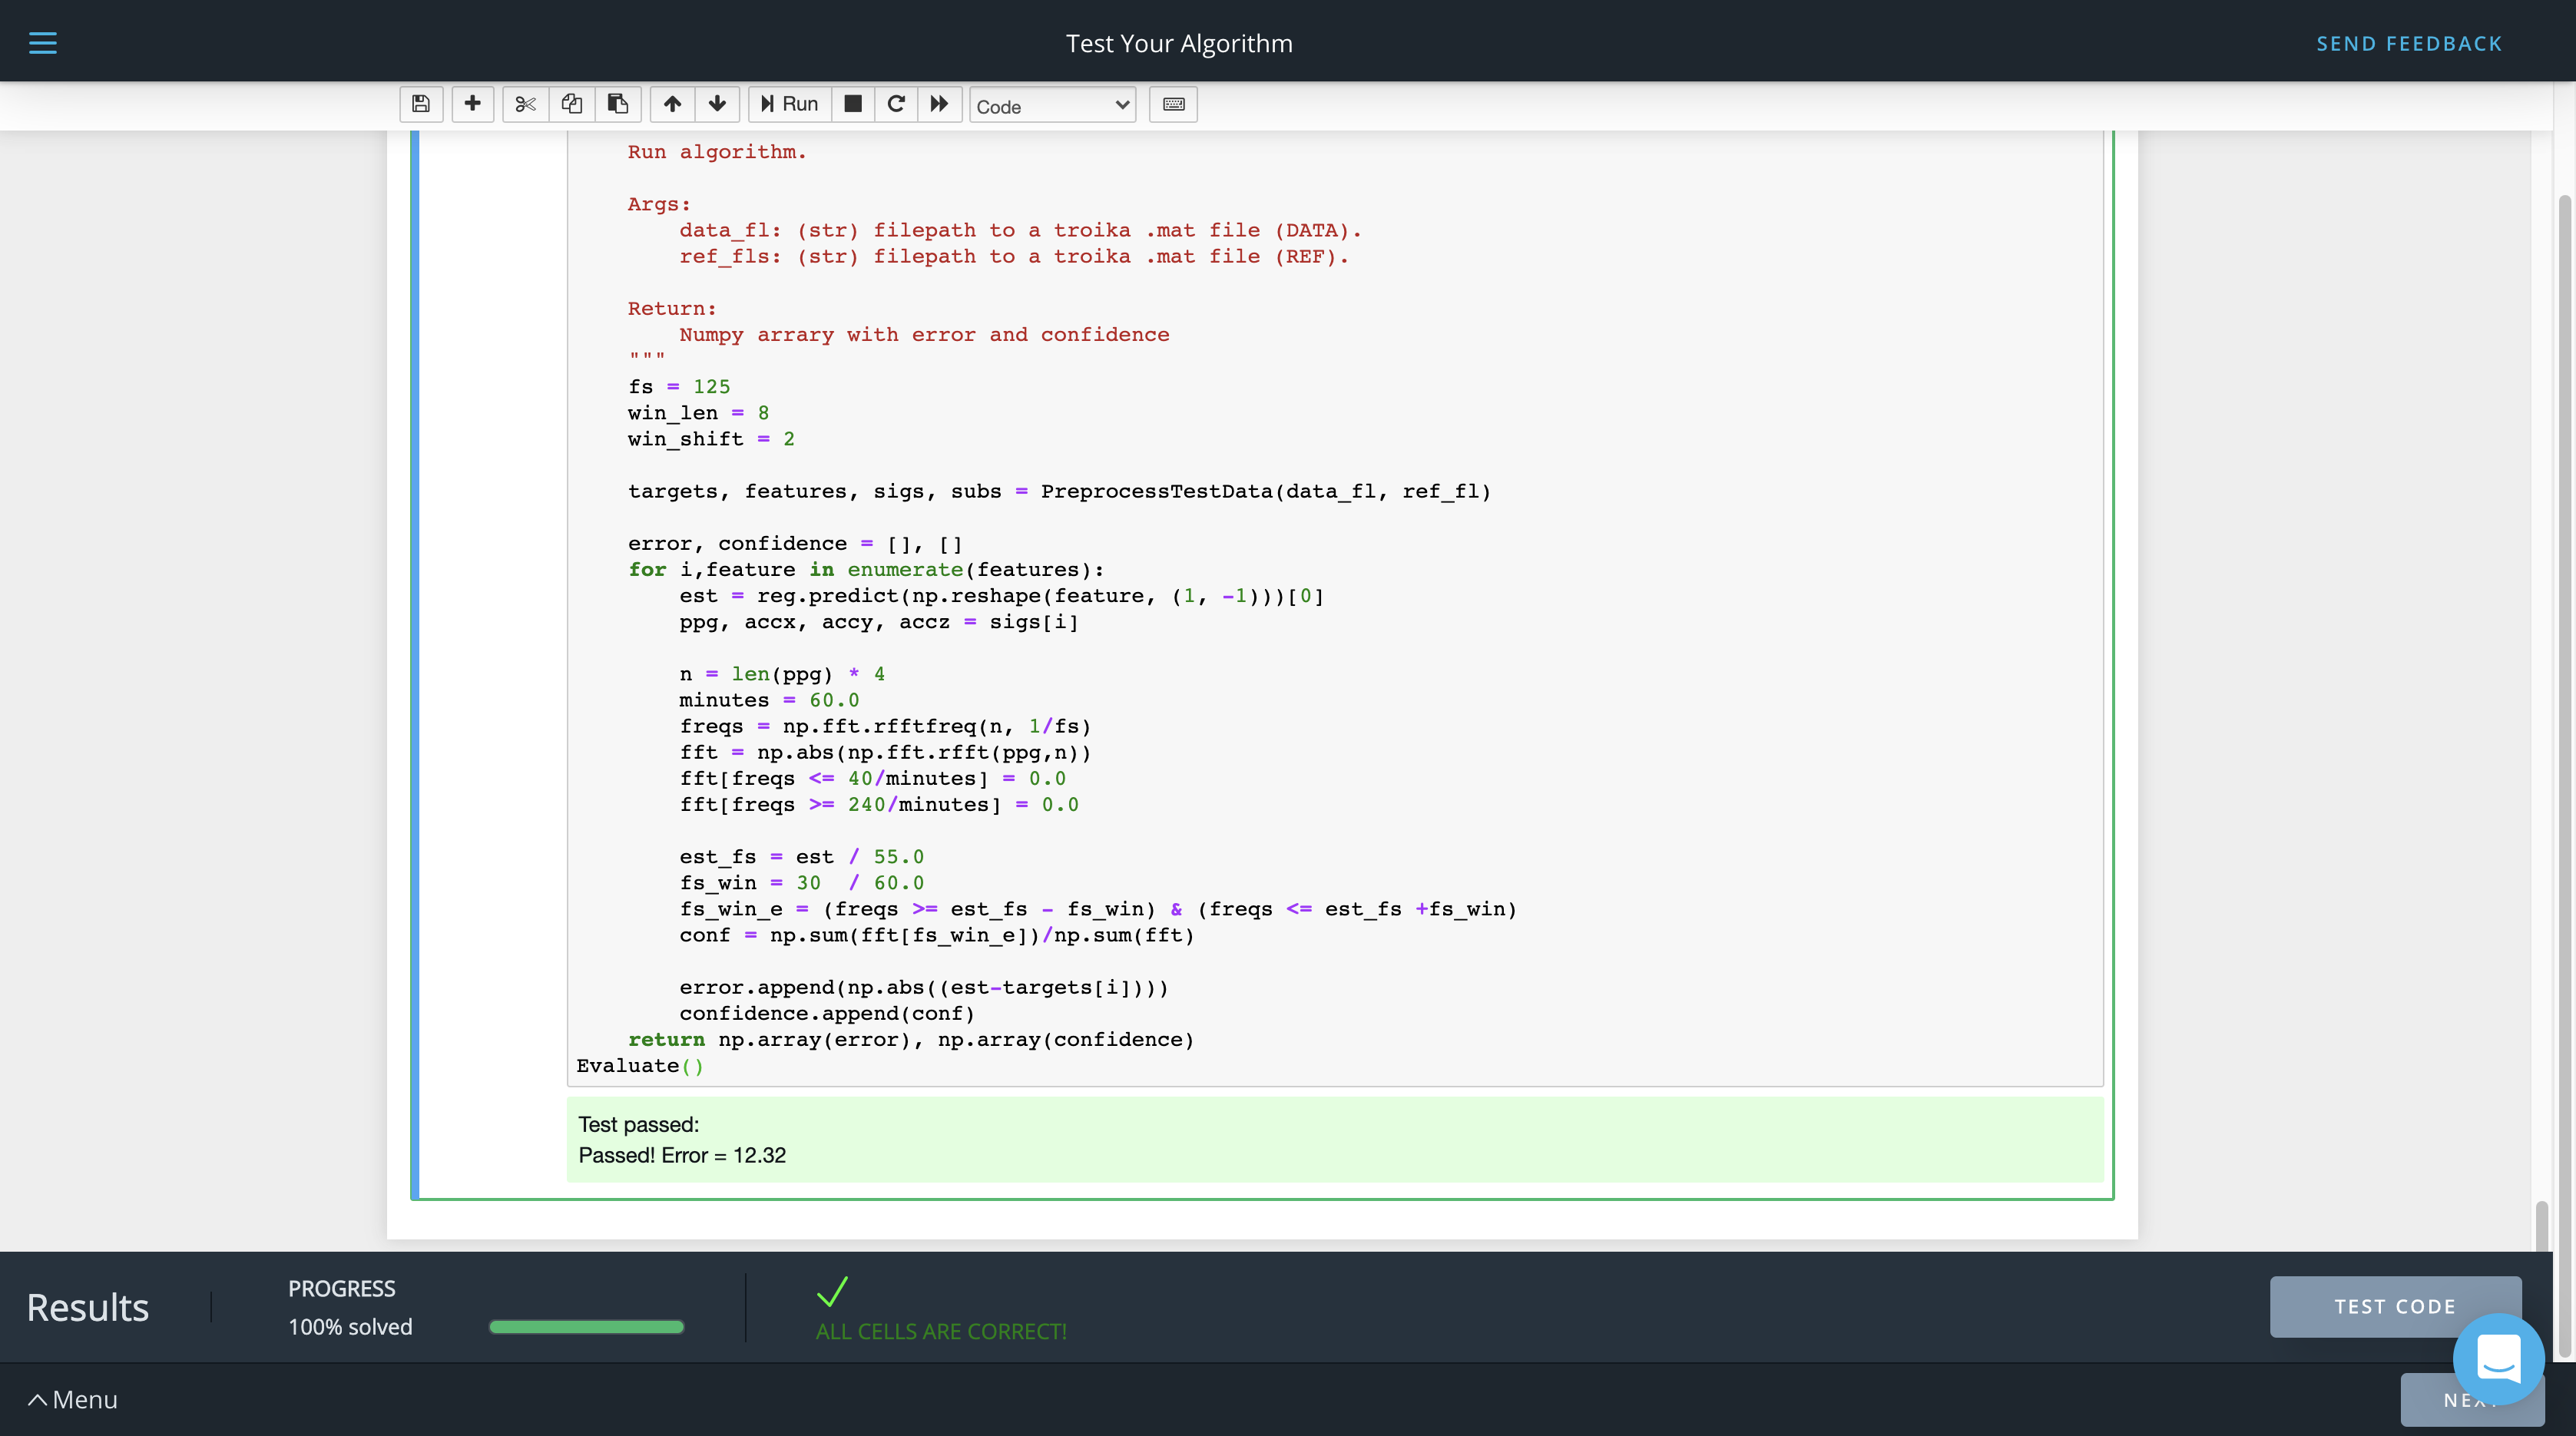 Test Your Algorithm
SEND FEEDBACK
Run
Code
Run algorithm.
Args:
data_fl: (str) filepath to a troika .mat file (DATA).
ref_fls: (str) filepath to a troika .mat file (REF).
Return:
Numpy arrary with error and confidence
"""
fs = 125
win_len = 8
win_shift = 2
targets, features, sigs, subs = PreprocessTestData(data_fl, ref_fl)
error, confidence = [], []
for i,feature in enumerate(features):
est = reg.predict(np.reshape(feature, (1, -1)))[0]
ppg, accx, accy, accz = sigs[i]
n = len(ppg) * 4
minutes = 60.0
freqs = np.fft.rfftfreq(n, 1/fs)
fft = np.abs(np.fft.rfft(ppg,n))
fft[freqs <= 40/minutes] = 0.0
fft[freqs >= 240/minutes] = 0.0
est_fs = est / 55.0
fs_win = 30  / 60.0
fs_win_e = (freqs >= est_fs - fs_win) & (freqs <= est_fs +fs_win)
conf = np.sum(fft[fs_win_e])/np.sum(fft)
error.append(np.abs((est-targets[i])))
confidence.append(conf)
return np.array(error), np.array(confidence)
Evaluate()
Test passed:
Passed! Error = 12.32
Results
PROGRESS
100% solved
ALL CELLS ARE CORRECT!
TEST CODE
Menu